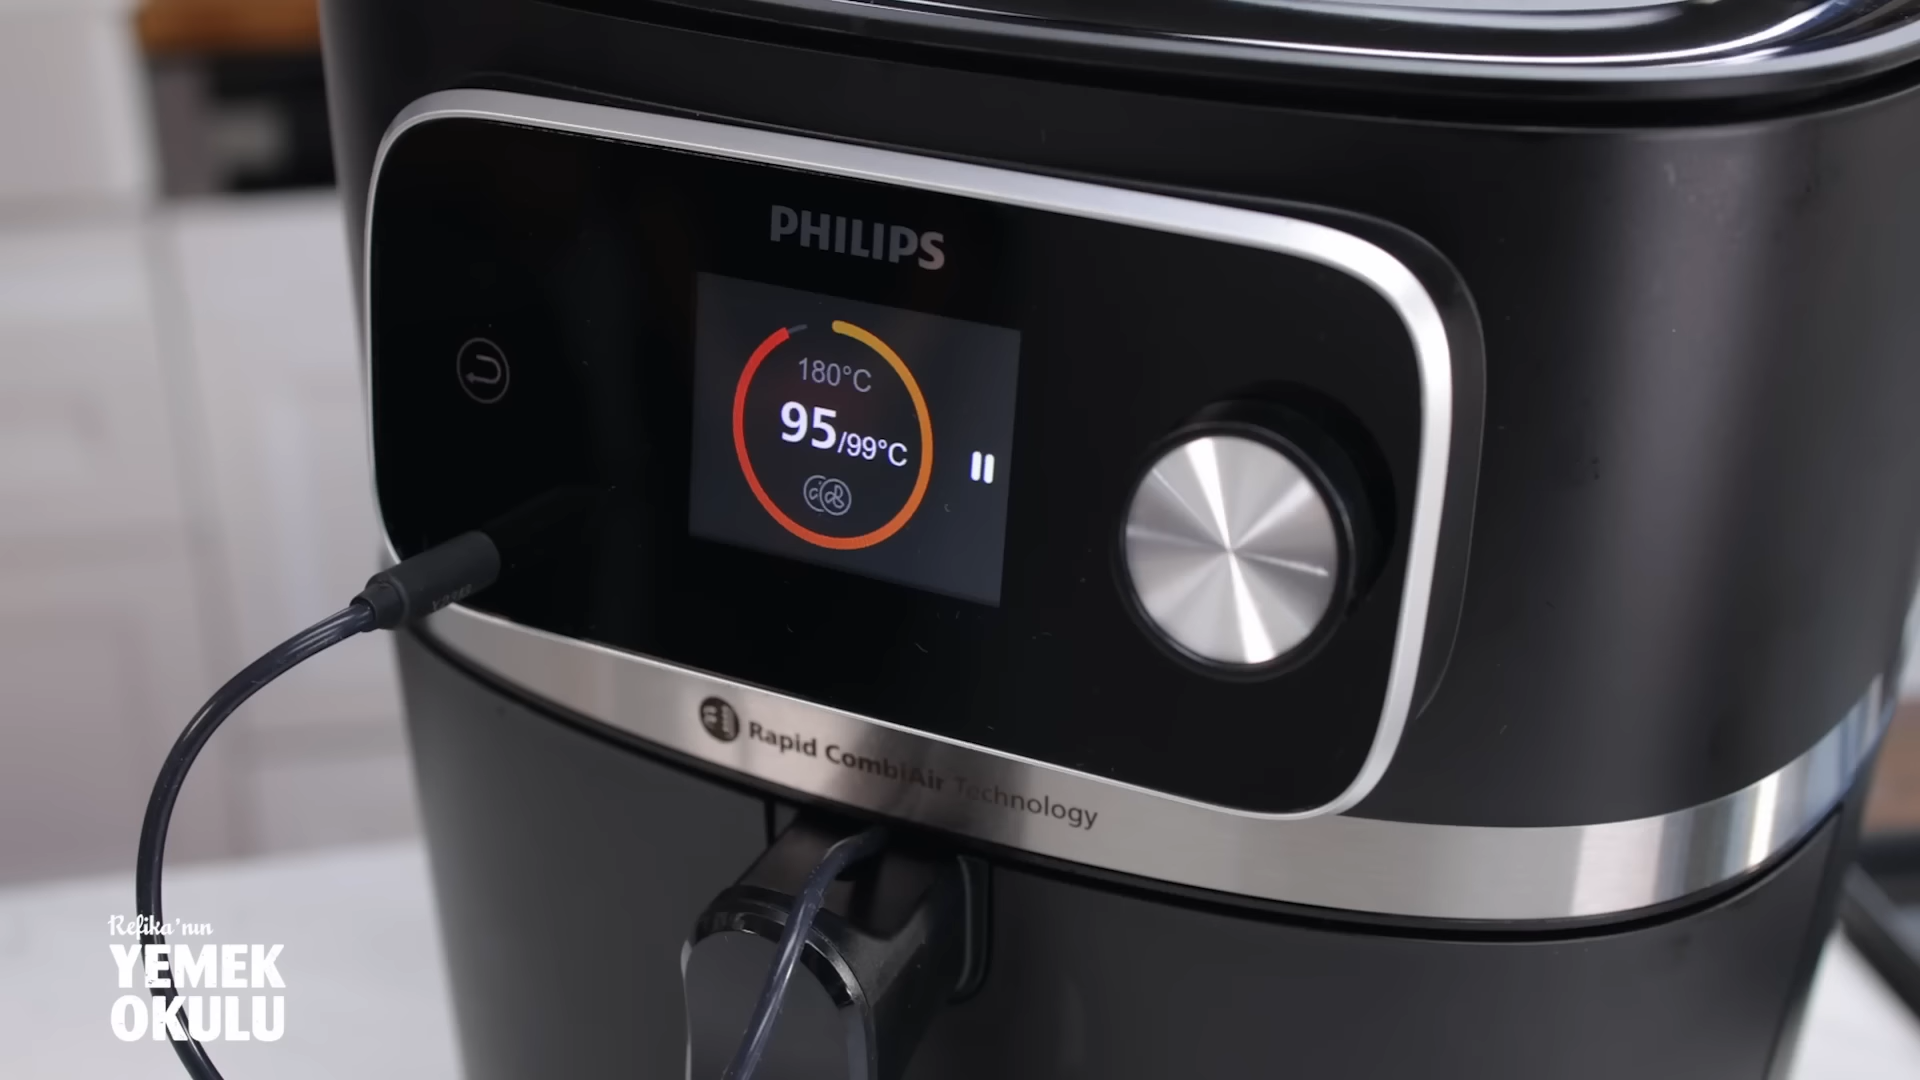 PHILIPS
180°C
95/99°C
Rapid CombiAir Technology
Refika'nın
YEMEK
OKULU